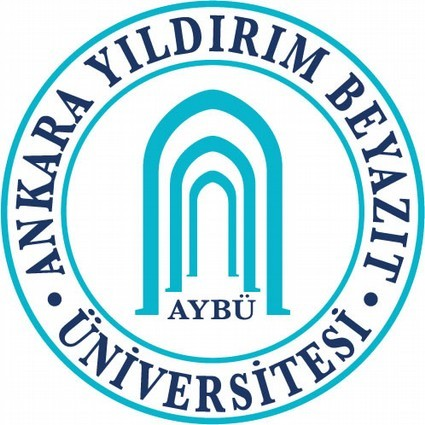 ANKARA YILDIRIM BEYAZIT
• ÜNİVERSİTESİ •
AYBÜ